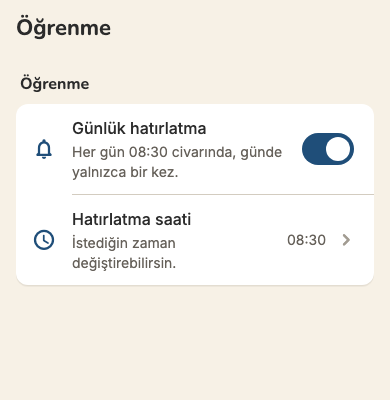 Öğrenme
Öğrenme
Günlük hatırlatma
Her gün 08:30 civarında, günde
yalnızca bir kez.
Hatırlatma saati
İstediğin zaman
değiştirebilirsin.
08:30